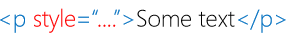 <p style=“....”>Some text</p>